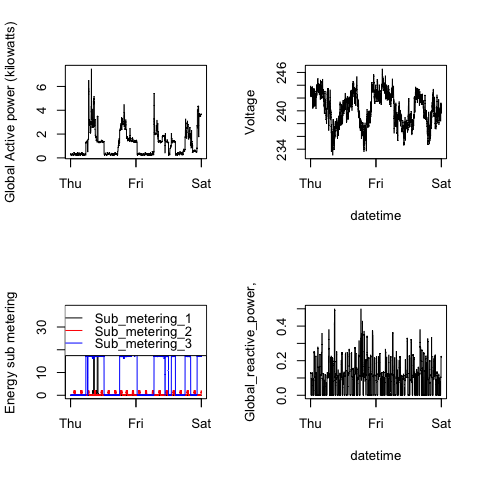 Global Active power (kilowatts)
0 2 4 6
Thu Fri Sat
Voltage
234 240 246
Thu Fri Sat
datetime
Energy sub metering
0 10 30
Sub_metering_1
Sub_metering_2
Sub_metering_3
Thu Fri Sat
Global_reactive_power,
0.0 0.2 0.4
Thu Fri Sat
datetime